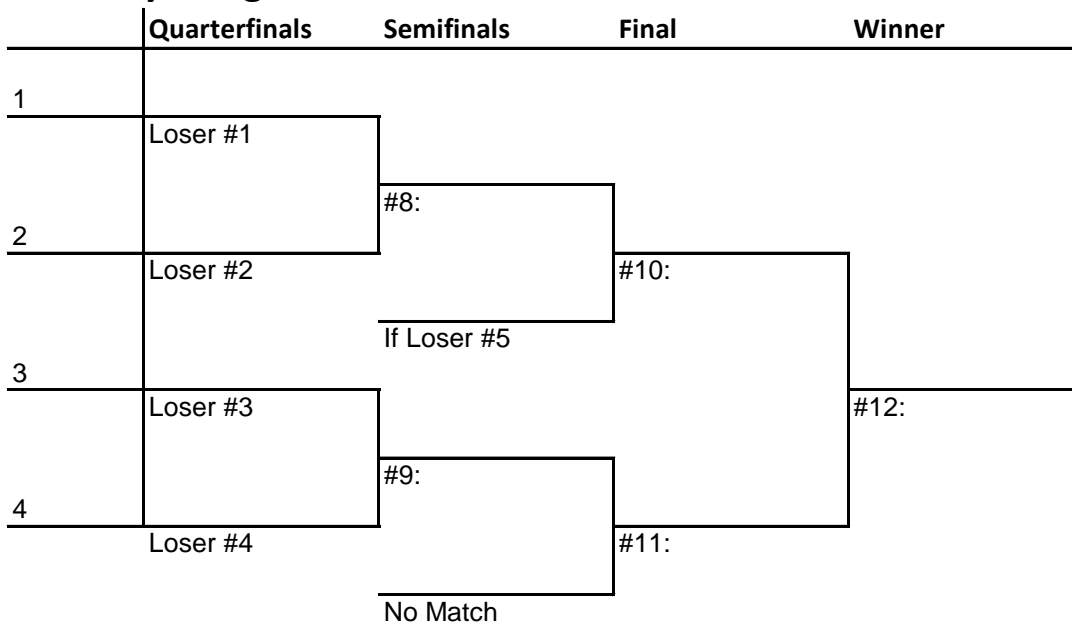 Quarterfinals Semifinals Final Winner
1
Loser #1
#8:
2
Loser #2
#10:
If Loser #5
3
Loser #3
#12:
#9:
4
Loser #4
#11:
No Match